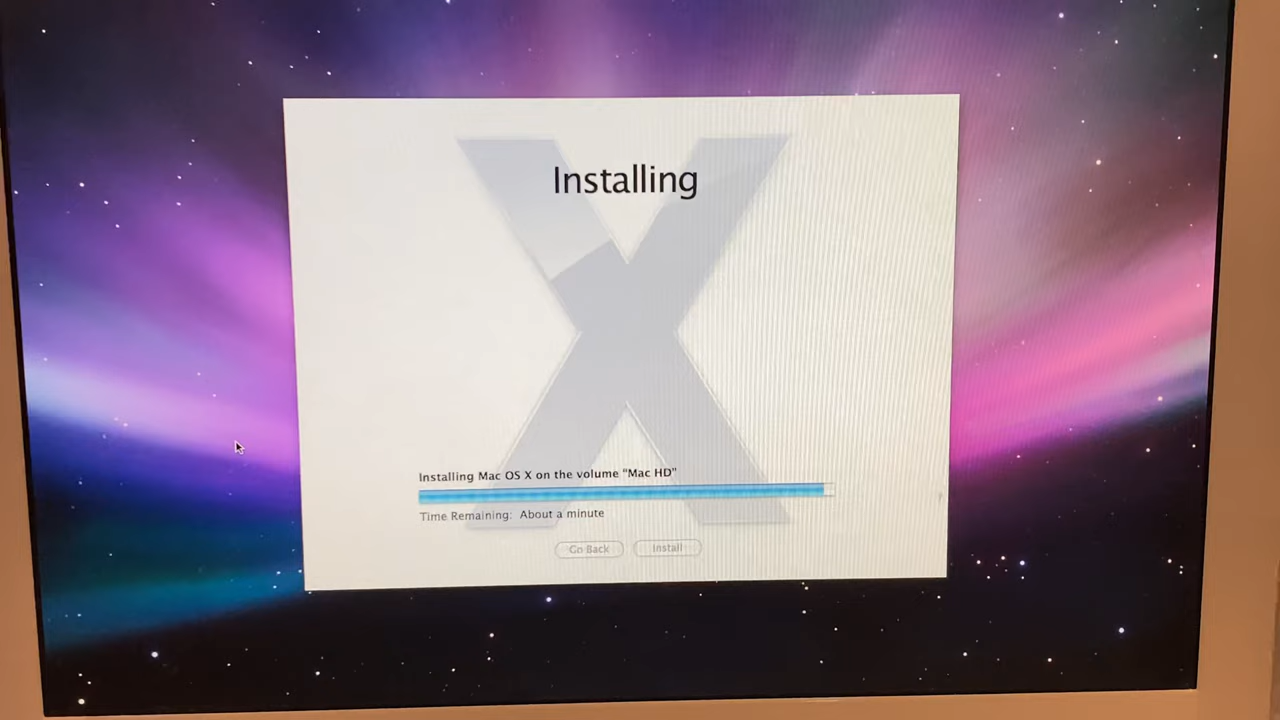 Installing
Installing Mac OS X on the volume “Mac HD”
Time Remaining: About a minute
Go Back Install